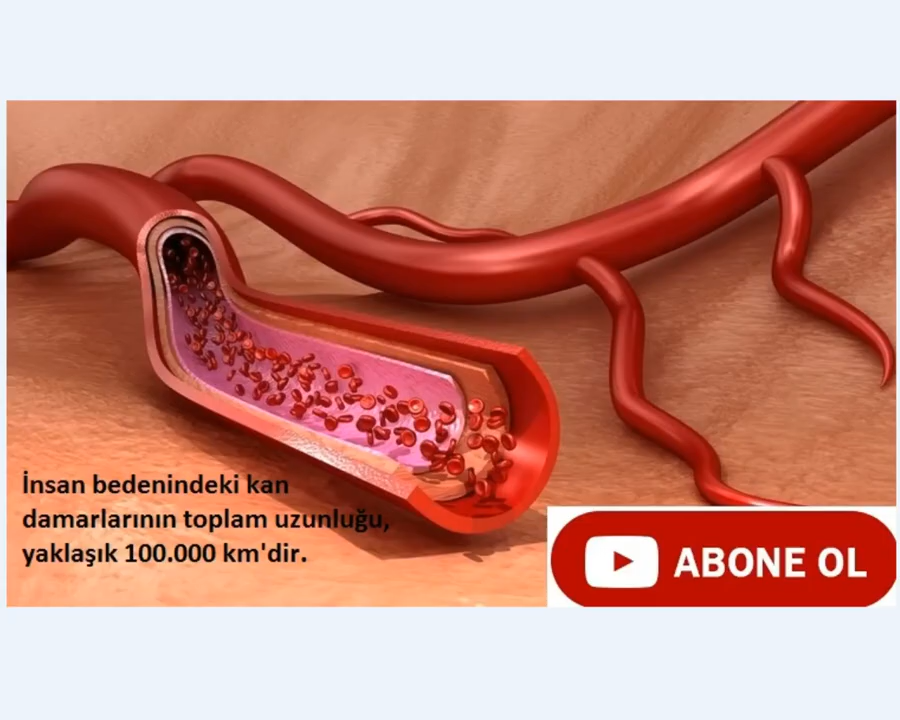 İnsan bedenindeki kan
damarlarının toplam uzunluğu,
yaklaşık 100.000 km'dir.
ABONE OL